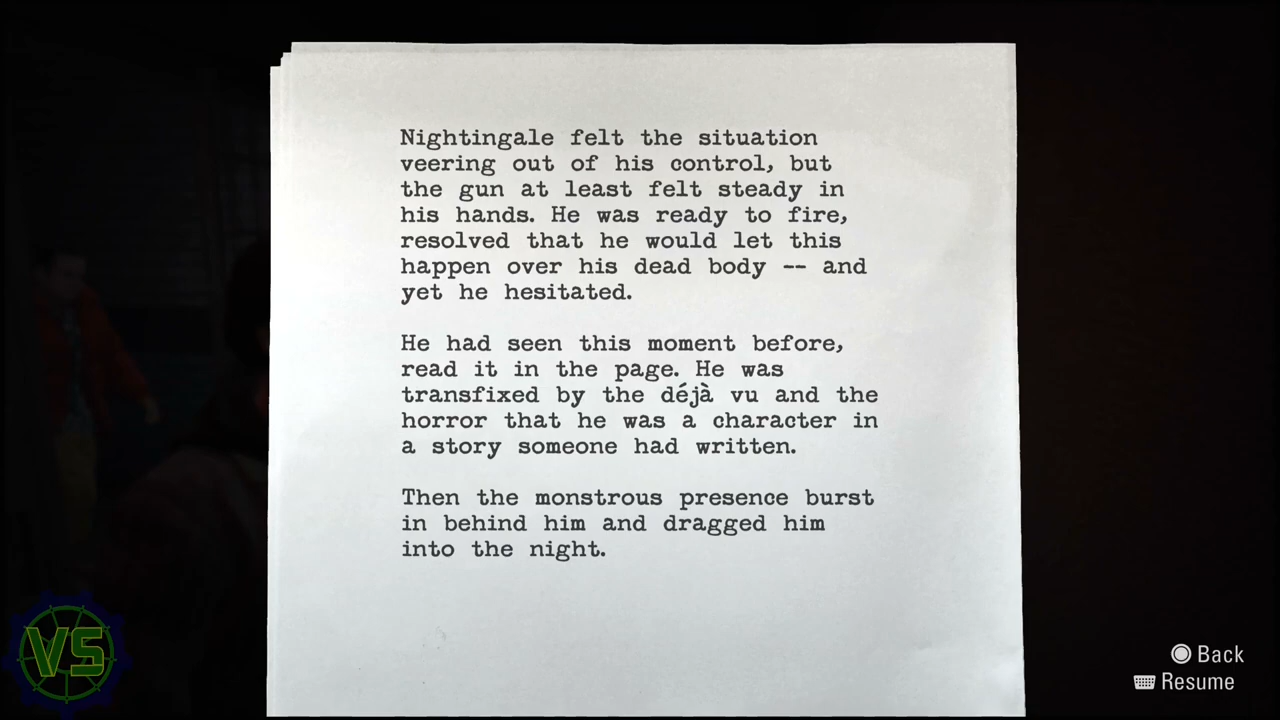 Nightingale felt the situation
veering out of his control, but
the gun at least felt steady in
his hands. He was ready to fire,
resolved that he would let this
happen over his dead body -- and
yet he hesitated.
He had seen this moment before,
read it in the page. He was
transfixed by the déjà vu and the
horror that he was a character in
a story someone had written.
Then the monstrous presence burst
in behind him and dragged him
into the night.
VS
Back
Resume